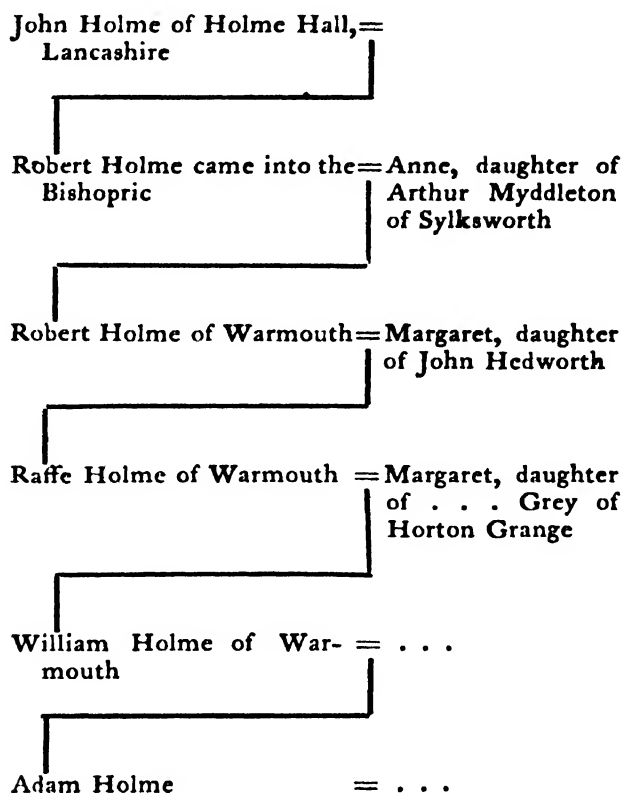 John Holme of Holme Hall,=
Lancashire
Robert Holme came into the = Anne, daughter of
Bishopric Arthur Myddleton
of Sylksworth
Robert Holme of Warmouth = Margaret, daughter
of John Hedworth
Raffe Holme of Warmouth = Margaret, daughter
of . . . Grey of
Horton Grange
William Holme of War- = . . .
mouth
Adam Holme = . . .